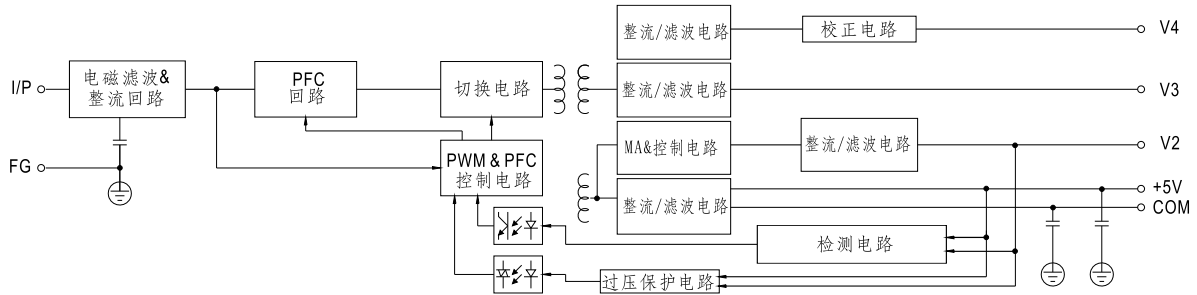 整流/滤波电路
校正电路
V4
I/P
电磁滤波&
整流回路
PFC
回路
切换电路
整流/滤波电路
V3
FG
PWM & PFC
控制电路
MA&控制电路
整流/滤波电路
V2
整流/滤波电路
+5V
COM
检测电路
过压保护电路